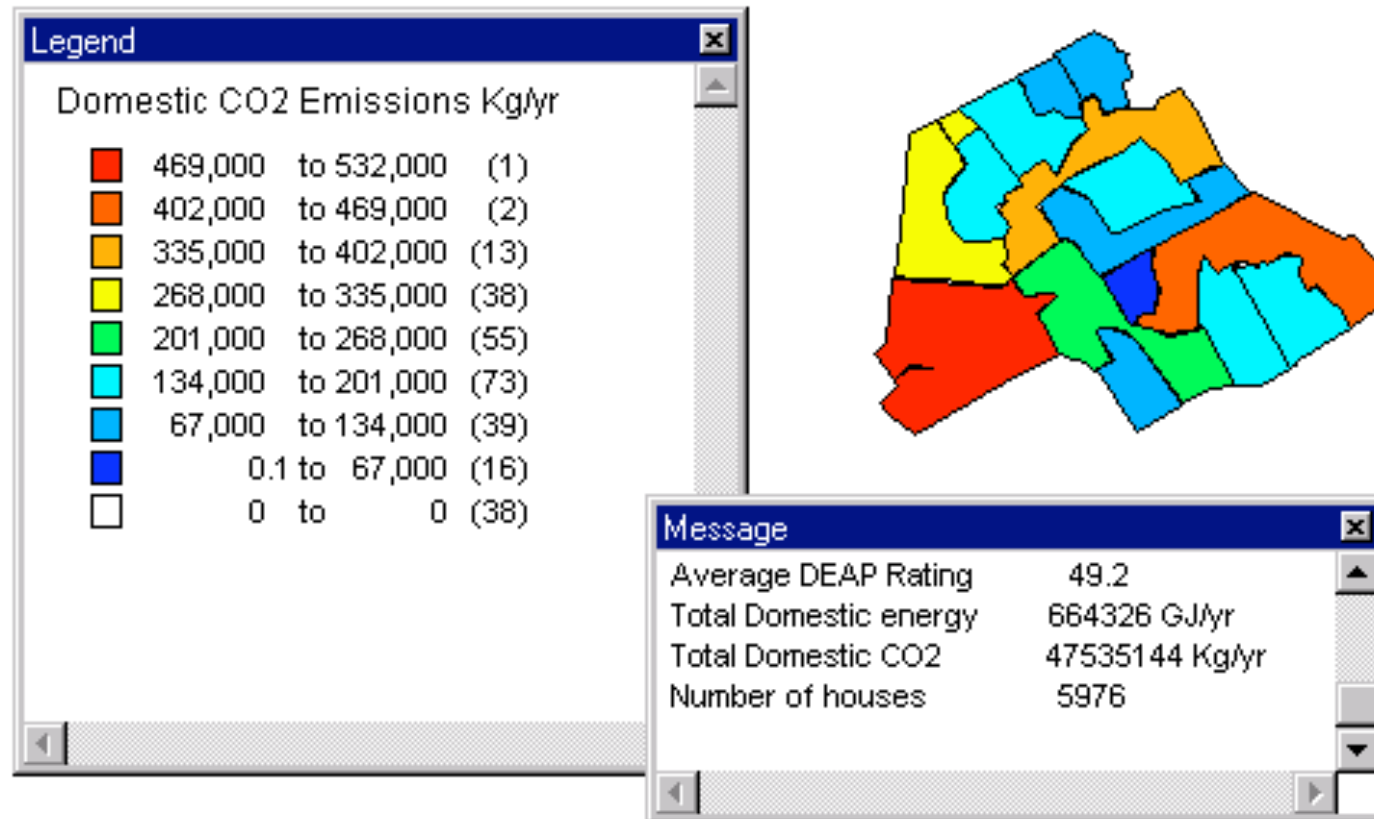 Legend
Domestic CO2 Emissions Kg/yr
469,000 to 532,000 (1)
402,000 to 469,000 (2)
335,000 to 402,000 (13)
268,000 to 335,000 (38)
201,000 to 268,000 (55)
134,000 to 201,000 (73)
67,000 to 134,000 (39)
0.1 to 67,000 (16)
0 to 0 (38)
Message
Average DEAP Rating 49.2
Total Domestic energy 664326 GJ/yr
Total Domestic CO2 47535144 Kg/yr
Number of houses 5976